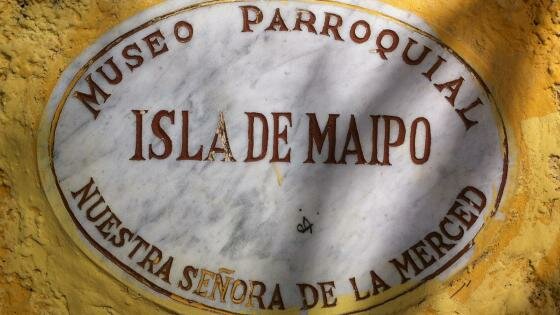 MUSEO PARROQUIAL
ISLA DE MAIPO
NUESTRA SEÑORA DE LA MERCED